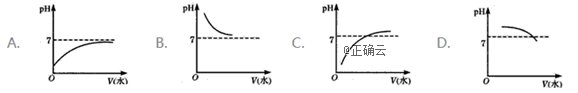 A. pH 7 O V(水)
B. pH 7 O V(水)
C. pH 7 @正确云 O V(水)
D. pH 7 O V(水)